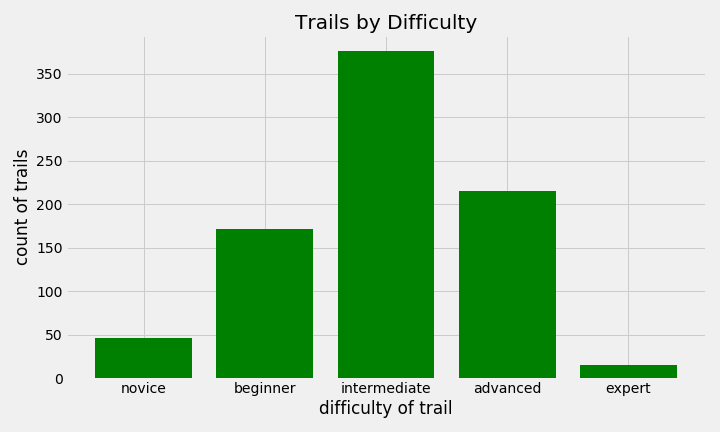 Trails by Difficulty
count of trails
350
300
250
200
150
100
50
0
novice beginner intermediate advanced expert
difficulty of trail